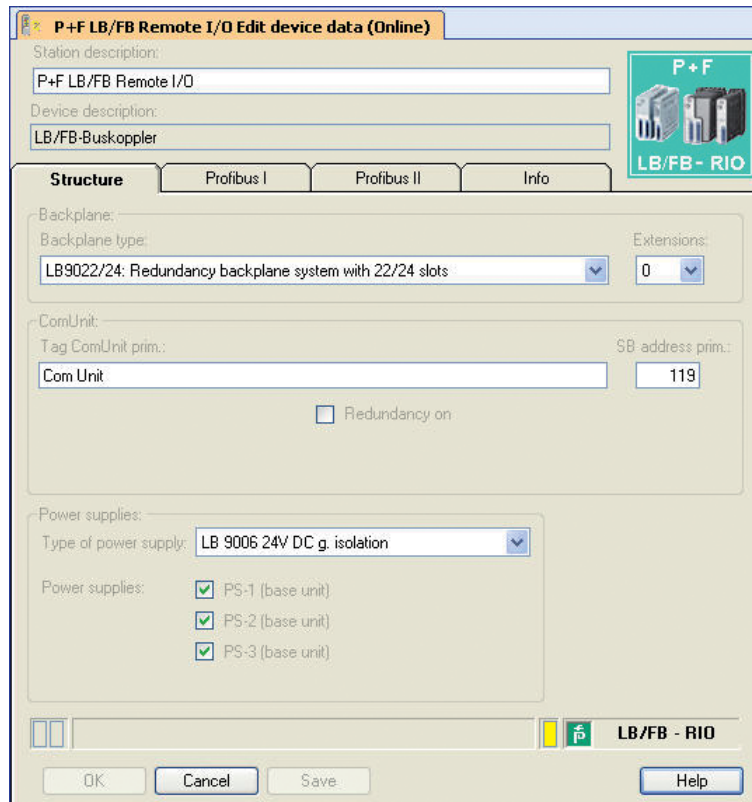 P+F LB/FB Remote I/O Edit device data (Online)
Station description:
P+F LB/FB Remote I/O
P+F
Device description:
LB/FB-Buskoppler
LB/FB- RIO
Structure Profibus I Profibus II Info
Backplane:
Backplane type: Extensions:
LB9022/24: Redundancy backplane system with 22/24 slots 0
ComUnit:
Tag ComUnit prim.: SB address prim.:
Com Unit 119
Redundancy on
Power supplies:
Type of power supply: LB 9006 24V DC g. isolation
Power supplies: PS-1 (base unit)
PS-2 (base unit)
PS-3 (base unit)
LB/FB - RIO
OK Cancel Save Help